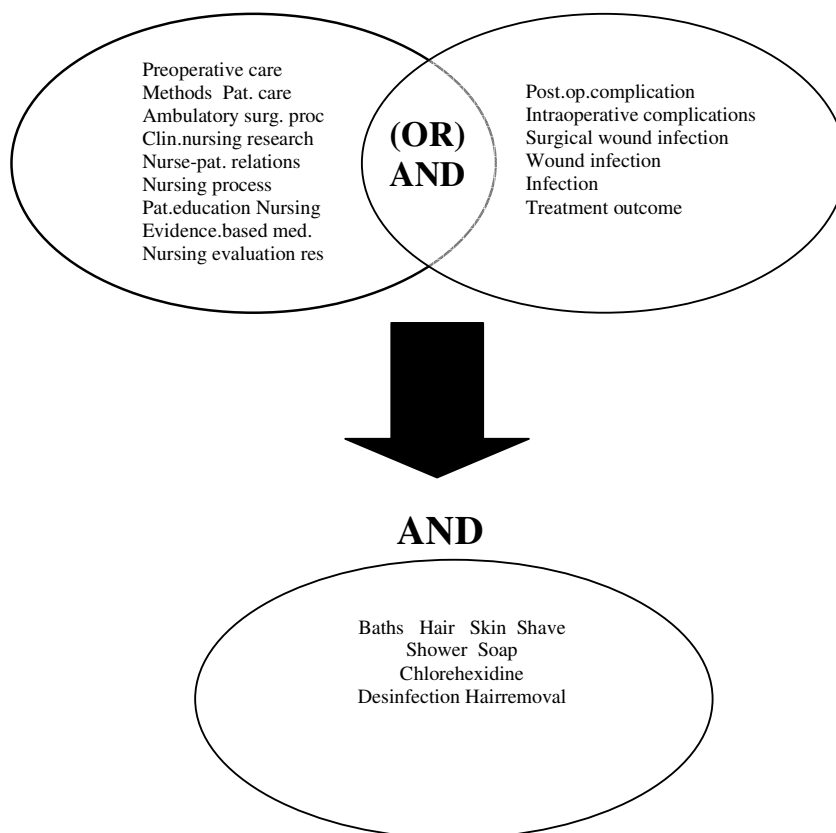 Preoperative care
Methods Pat. care
Ambulatory surg. proc
Clin.nursing research
Nurse-pat. relations
Nursing process
Pat.education Nursing
Evidence.based med.
Nursing evaluation res
(OR)
AND
Post.op.complication
Intraoperative complications
Surgical wound infection
Wound infection
Infection
Treatment outcome
AND
Baths Hair Skin Shave
Shower Soap
Chlorehexidine
Desinfection Hairremoval